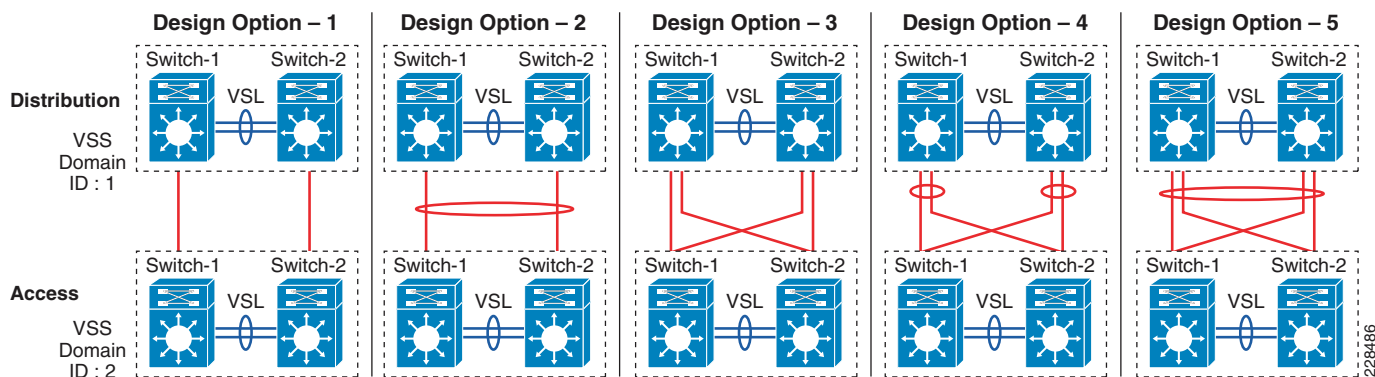 Design Option – 1
Design Option – 2
Design Option – 3
Design Option – 4
Design Option – 5
Switch-1 Switch-2
Switch-1 Switch-2
Switch-1 Switch-2
Switch-1 Switch-2
Switch-1 Switch-2
Distribution
VSL
VSL
VSL
VSL
VSL
VSS
Domain
ID : 1
Switch-1 Switch-2
Switch-1 Switch-2
Switch-1 Switch-2
Switch-1 Switch-2
Switch-1 Switch-2
Access
VSL
VSL
VSL
VSL
VSL
VSS
Domain
ID : 2
228486